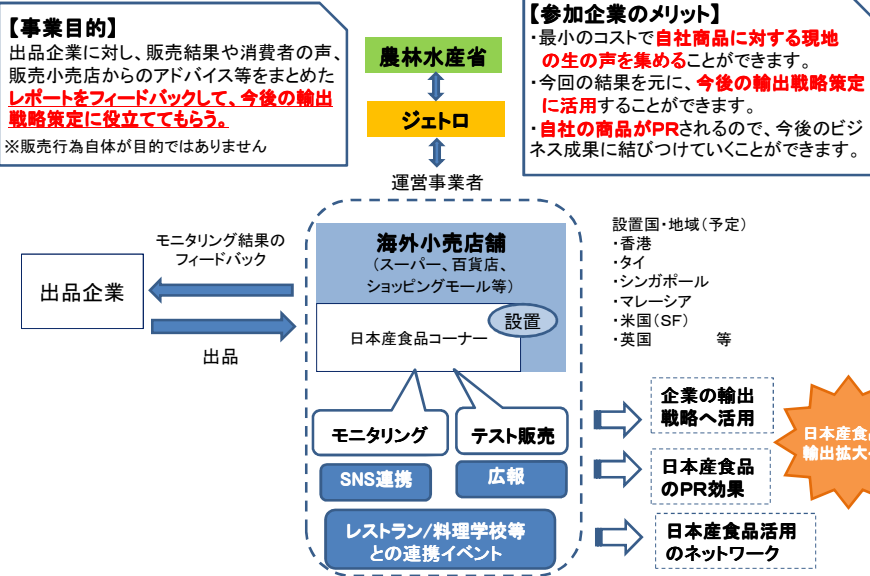 【事業目的】
出品企業に対し、販売結果や消費者の声、
販売小売店からのアドバイス等をまとめた
レポートをフィードバックして、今後の輸出
戦略策定に役立ててもらう。
※販売行為自体が目的ではありません
農林水産省
ジェトロ
運営事業者
【参加企業のメリット】
・最小のコストで自社商品に対する現地
の生の声を集めることができます。
・今回の結果を元に、今後の輸出戦略策定
に活用することができます。
・自社の商品がPRされるので、今後のビジ
ネス成果に結びつけていくことができます。
モニタリング結果の
フィードバック
出品企業
出品
海外小売店舗
(スーパー、百貨店、
ショッピングモール等)
設置
日本産食品コーナー
設置国・地域(予定)
・香港
・タイ
・シンガポール
・マレーシア
・米国(SF)
・英国 等
モニタリング
テスト販売
SNS連携
広報
レストラン/料理学校等
との連携イベント
企業の輸出
戦略へ活用
日本産食品
のPR効果
日本産食品活用
のネットワーク
日本産食
輸出拡大